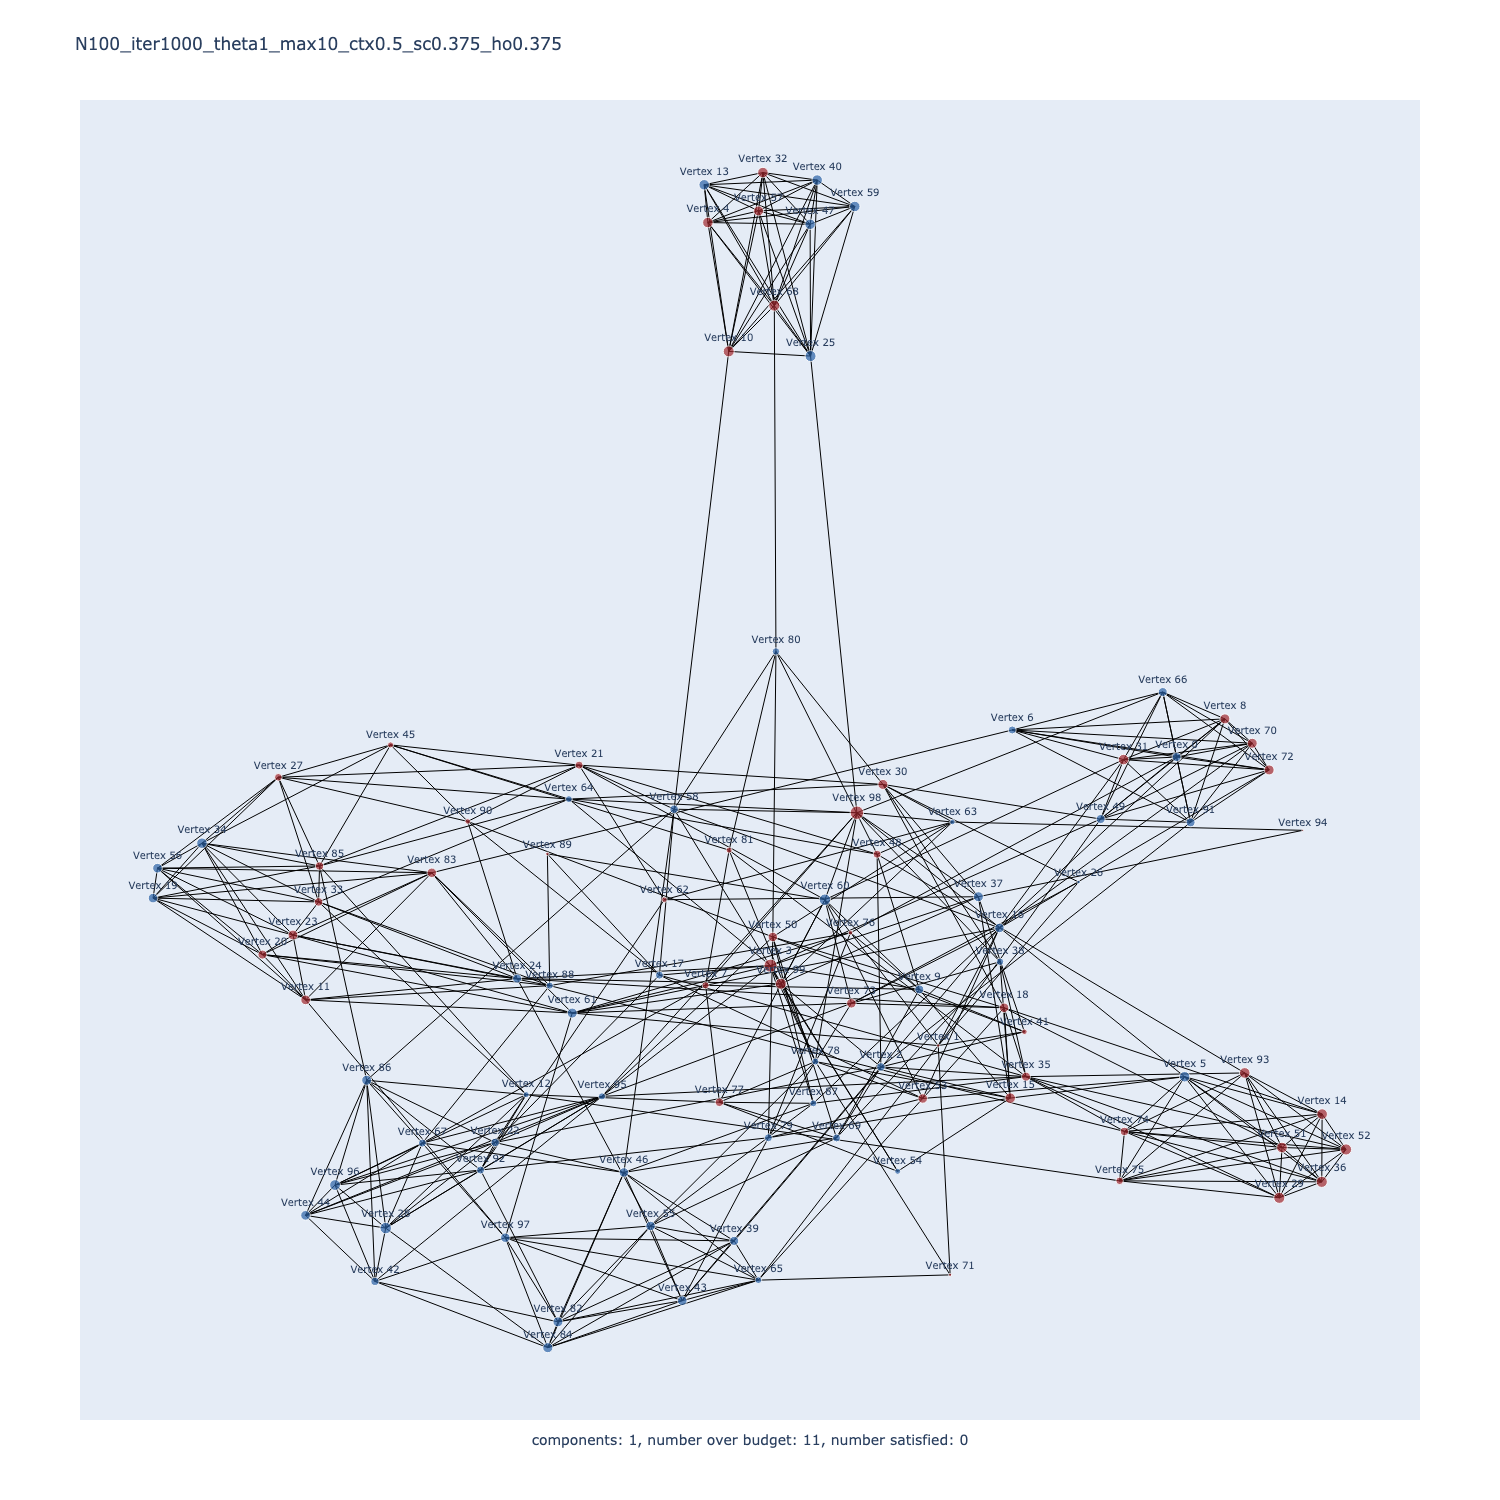 N100_iter1000_theta1_max10_ctx0.5_sc0.375_ho0.375
Vertex 32
Vertex 13
Vertex 40
Vertex 59
Vertex 4
Vertex 47
Vertex 68
Vertex 10
Vertex 25
Vertex 80
Vertex 66
Vertex 8
Vertex 6
Vertex 70
Vertex 31
Vertex 72
Vertex 45
Vertex 21
Vertex 27
Vertex 64
Vertex 30
Vertex 58
Vertex 98
Vertex 90
Vertex 63
Vertex 49
Vertex 91
Vertex 94
Vertex 34
Vertex 89
Vertex 81
Vertex 48
Vertex 56
Vertex 85
Vertex 83
Vertex 26
Vertex 19
Vertex 33
Vertex 62
Vertex 60
Vertex 37
Vertex 23
Vertex 50
Vertex 76
Vertex 20
Vertex 3
Vertex 38
Vertex 24
Vertex 88
Vertex 17
Vertex 7
Vertex 99
Vertex 9
Vertex 11
Vertex 61
Vertex 18
Vertex 41
Vertex 1
Vertex 78
Vertex 2
Vertex 86
Vertex 35
Vertex 5
Vertex 93
Vertex 12
Vertex 95
Vertex 77
Vertex 87
Vertex 15
Vertex 14
Vertex 74
Vertex 67
Vertex 69
Vertex 51
Vertex 52
Vertex 92
Vertex 46
Vertex 54
Vertex 75
Vertex 36
Vertex 96
Vertex 29
Vertex 44
Vertex 28
Vertex 97
Vertex 55
Vertex 39
Vertex 42
Vertex 65
Vertex 71
Vertex 43
Vertex 82
Vertex 84
components: 1, number over budget: 11, number satisfied: 0